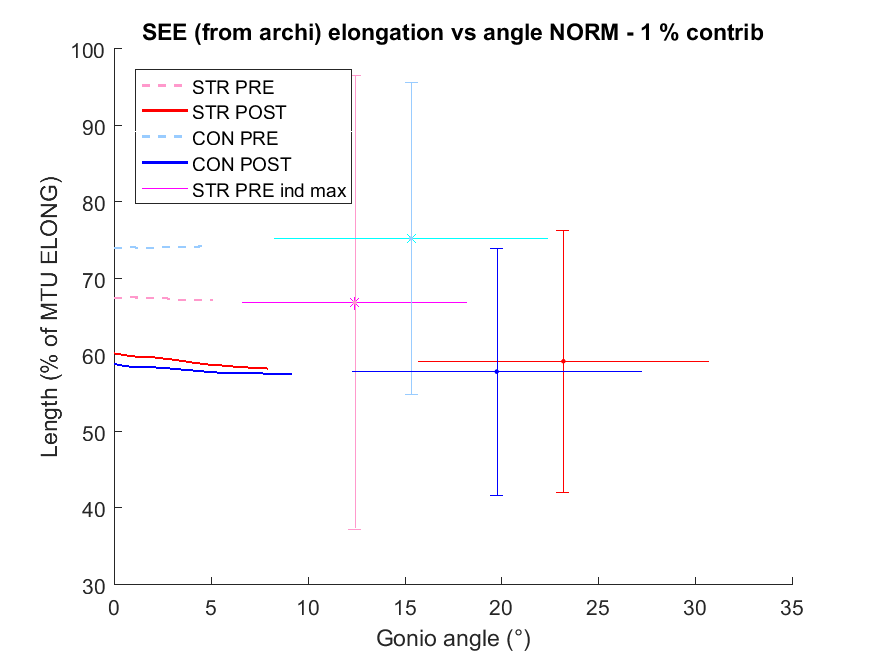 SEE (from archi) elongation vs angle NORM - 1 % contrib
100
90
80
70
60
50
40
30
Length (% of MTU ELONG)
STR PRE
STR POST
CON PRE
CON POST
STR PRE ind max
0 5 10 15 20 25 30 35
Gonio angle (°)